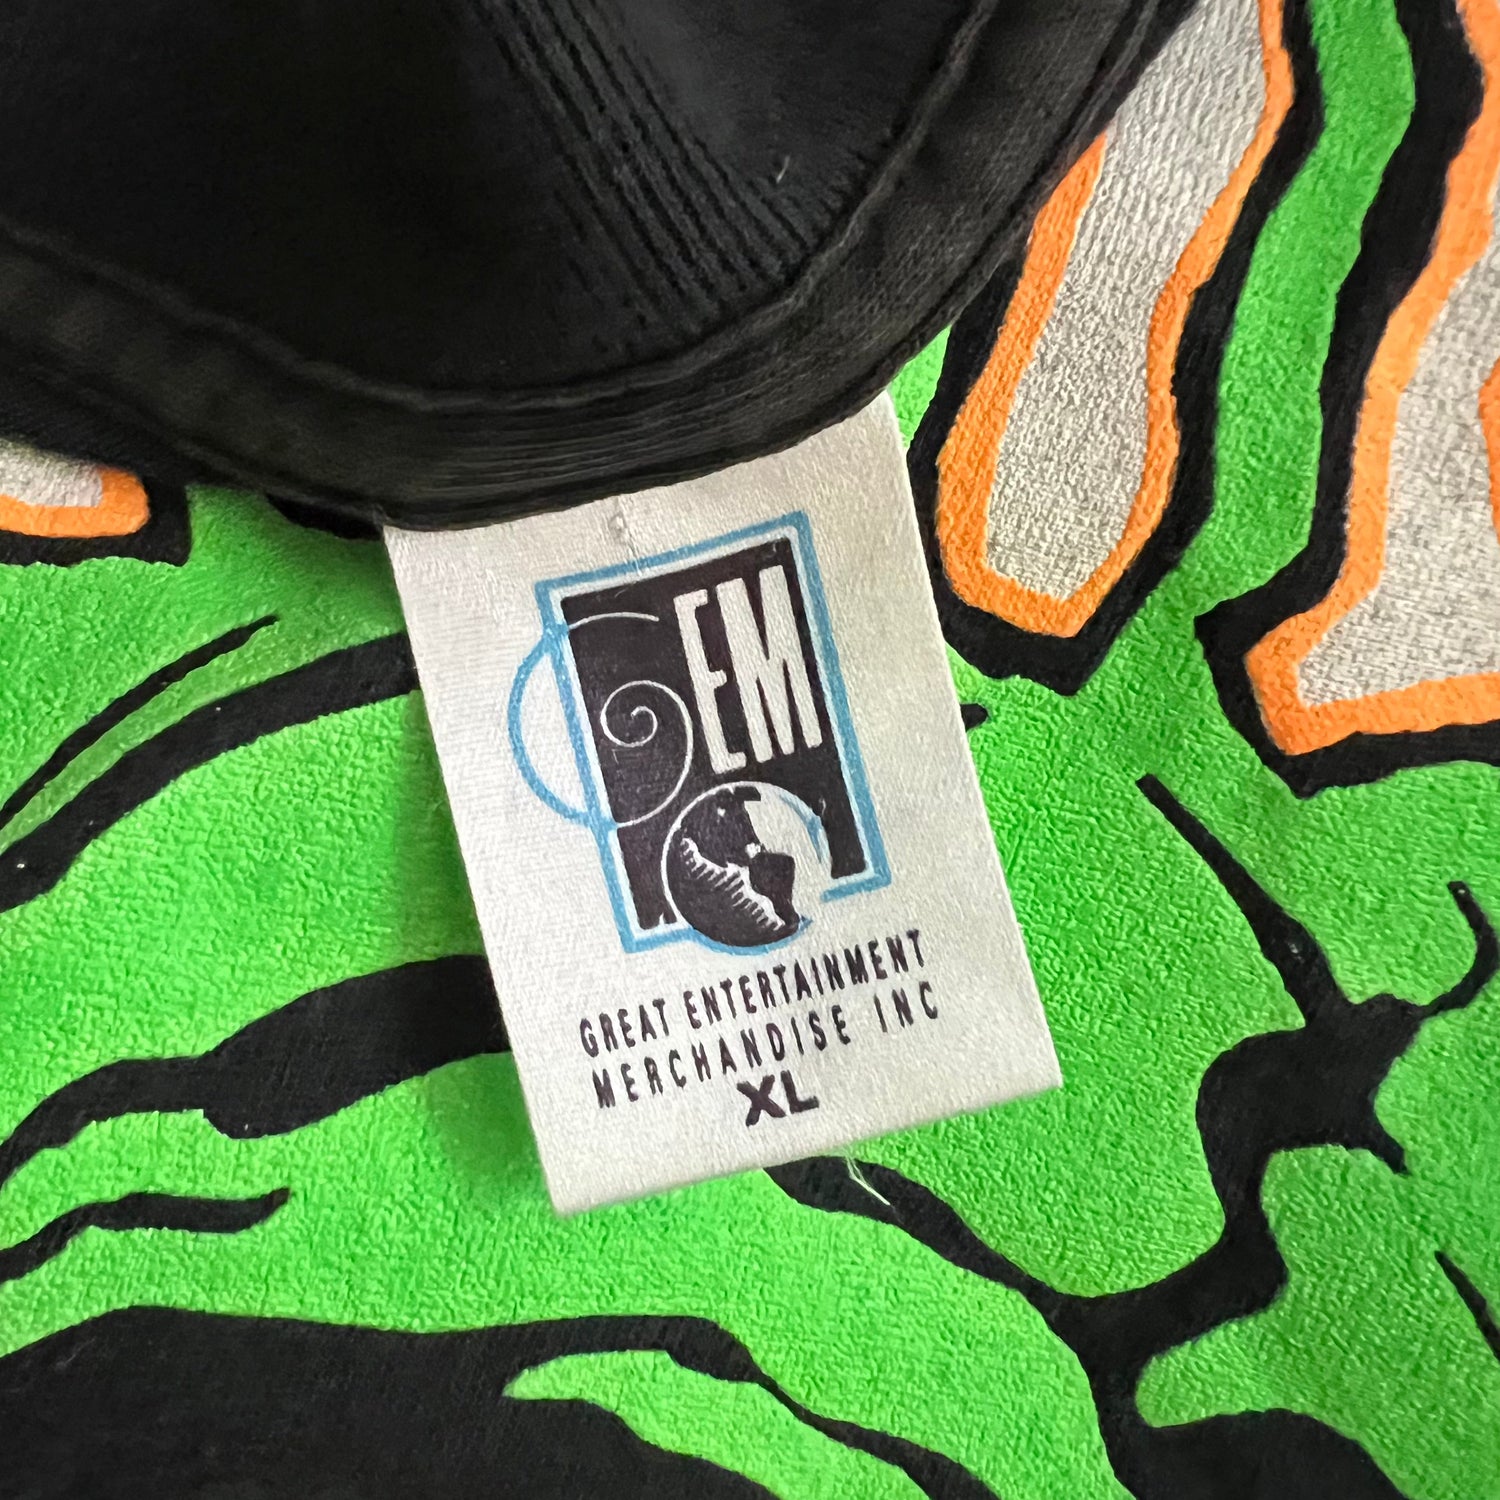 GEM
GREAT ENTERTAINMENT
MERCHANDISE INC
XL